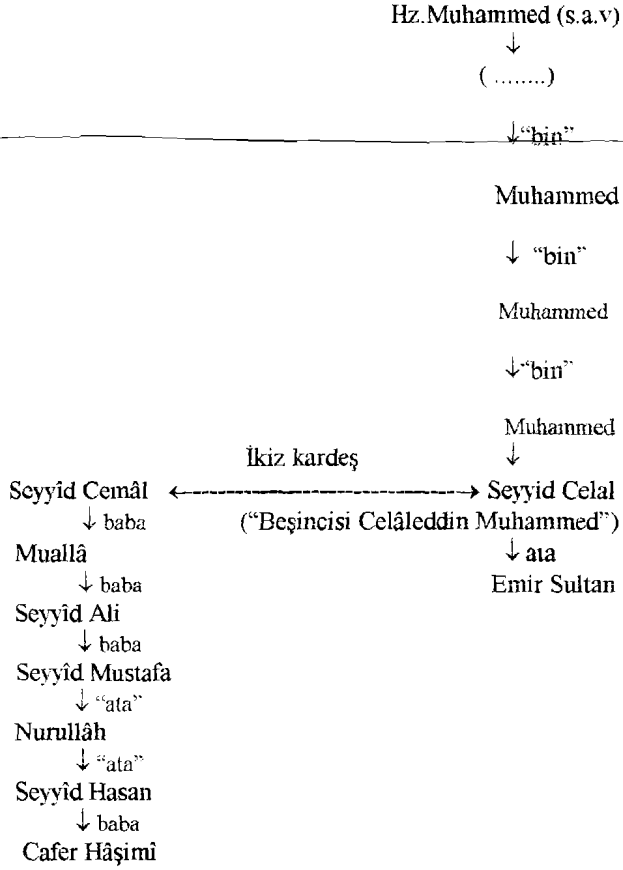 Hz.Muhammed (s.a.v)
↓
( ........)
↓“bin”
Muhammed
↓ “bin”
Muhammed
↓“bin”
Muhammed
↓
İkiz kardeş
Seyyîd Cemâl ←----------→ Seyyid Celal
↓ baba (“Beşincisi Celâleddin Muhammed”)
Muallâ ↓ ata
↓ baba Emir Sultan
Seyyîd Ali
↓ baba
Seyyîd Mustafa
↓ “ata”
Nurullâh
↓ “ata”
Seyyîd Hasan
↓ baba
Cafer Hâşimî